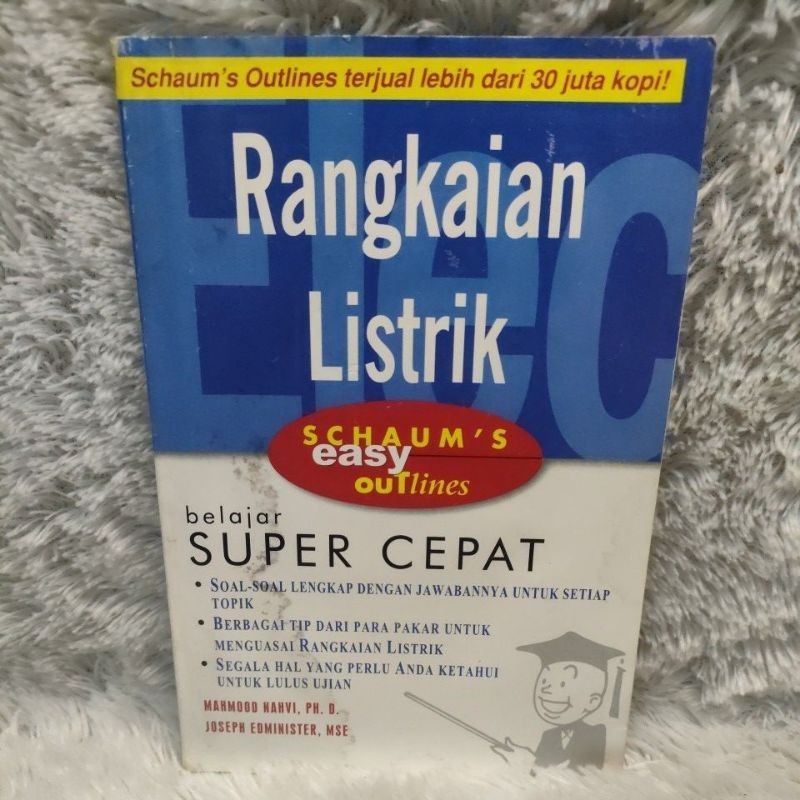 Elec
Schaum's Outlines terjual lebih dari 30 juta kopi!
Rangkaian
Listrik
SCHAUM'S
easy
OUTlines
belajar
SUPER CEPAT
• SOAL-SOAL LENGKAP DENGAN JAWABANNYA UNTUK SETIAP
TOPIK
• BERBAGAI TIP DARI PARA PAKAR UNTUK
MENGUASAI RANGKAIAN LISTRIK
• SEGALA HAL YANG PERLU ANDA KETAHUI
UNTUK LULUS UJIAN
MAHMOOD NAHVI, PH. D.
JOSEPH EDMINISTER, MSE